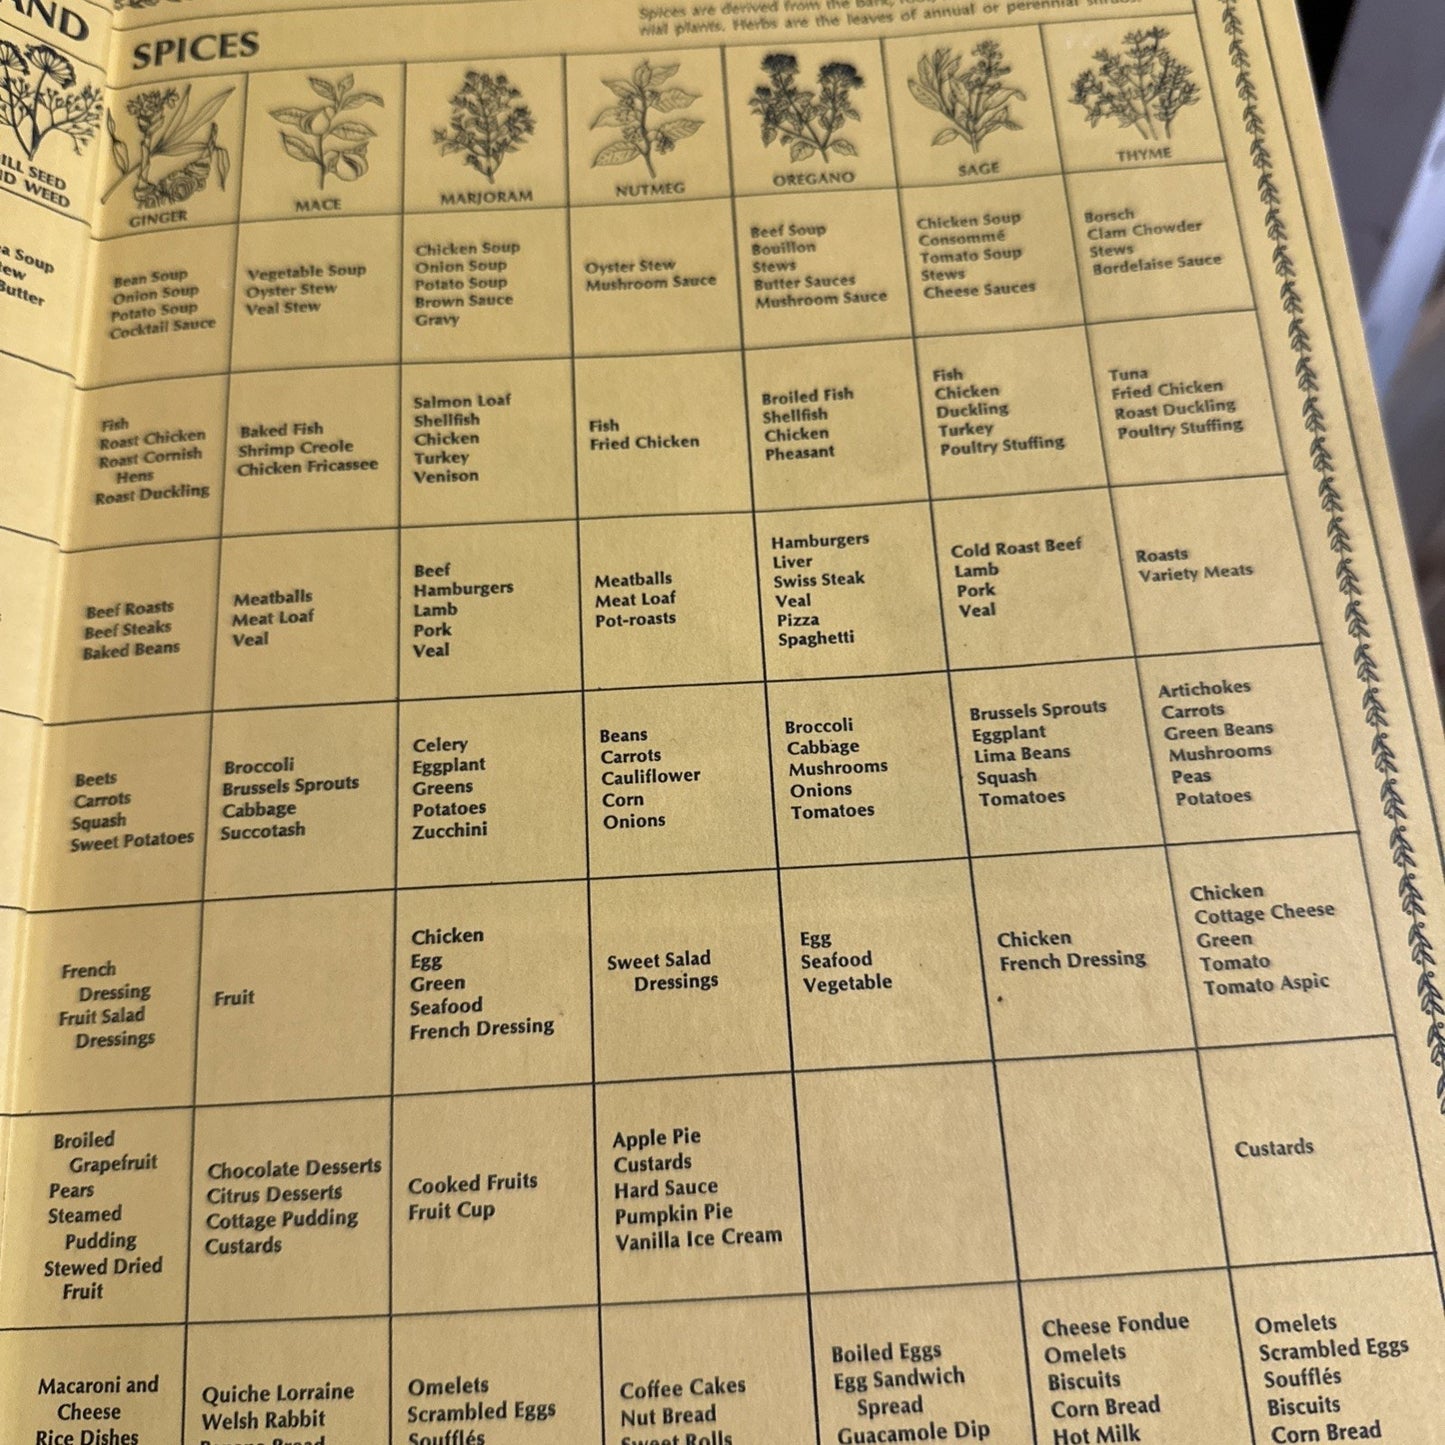 AND
SPICES
Spices are derived from the bark,
nial plants. Herbs are the leaves of annual or perennial shrubs.
ILL SEED
ND WEED
GINGER
MACE
MARJORAM
NUTMEG
OREGANO
SAGE
THYME
a Soup
tew
Butter
Bean Soup
Onion Soup
Potato Soup
Cocktail Sauce
Vegetable Soup
Oyster Stew
Veal Stew
Chicken Soup
Onion Soup
Potato Soup
Brown Sauce
Gravy
Oyster Stew
Mushroom Sauce
Beef Soup
Bouillon
Stews
Butter Sauces
Mushroom Sauce
Chicken Soup
Consommé
Tomato Soup
Stews
Cheese Sauces
Borsch
Clam Chowder
Stews
Bordelaise Sauce
Fish
Roast Chicken
Roast Cornish
Hens
Roast Duckling
Baked Fish
Shrimp Creole
Chicken Fricassee
Salmon Loaf
Shellfish
Chicken
Turkey
Venison
Fish
Fried Chicken
Broiled Fish
Shellfish
Chicken
Pheasant
Fish
Chicken
Duckling
Turkey
Poultry Stuffing
Tuna
Fried Chicken
Roast Duckling
Poultry Stuffing
Beef Roasts
Beef Steaks
Baked Beans
Meatballs
Meat Loaf
Veal
Beef
Hamburgers
Lamb
Pork
Veal
Meatballs
Meat Loaf
Pot-roasts
Hamburgers
Liver
Swiss Steak
Veal
Pizza
Spaghetti
Cold Roast Beef
Lamb
Pork
Veal
Roasts
Variety Meats
Beets
Carrots
Squash
Sweet Potatoes
Broccoli
Brussels Sprouts
Cabbage
Succotash
Celery
Eggplant
Greens
Potatoes
Zucchini
Beans
Carrots
Cauliflower
Corn
Onions
Broccoli
Cabbage
Mushrooms
Onions
Tomatoes
Brussels Sprouts
Eggplant
Lima Beans
Squash
Tomatoes
Artichokes
Carrots
Green Beans
Mushrooms
Peas
Potatoes
French
Dressing
Fruit Salad
Dressings
Fruit
Chicken
Egg
Green
Seafood
French Dressing
Sweet Salad
Dressings
Egg
Seafood
Vegetable
Chicken
French Dressing
Chicken
Cottage Cheese
Green
Tomato
Tomato Aspic
Broiled
Grapefruit
Pears
Steamed
Pudding
Stewed Dried
Fruit
Chocolate Desserts
Citrus Desserts
Cottage Pudding
Custards
Cooked Fruits
Fruit Cup
Apple Pie
Custards
Hard Sauce
Pumpkin Pie
Vanilla Ice Cream
Custards
Macaroni and
Cheese
Rice Dishes
Quiche Lorraine
Welsh Rabbit
Banana Bread
Omelets
Scrambled Eggs
Soufflés
Coffee Cakes
Nut Bread
Sweet Rolls
Boiled Eggs
Egg Sandwich
Spread
Guacamole Dip
Cheese Fondue
Omelets
Biscuits
Corn Bread
Hot Milk
Omelets
Scrambled Eggs
Soufflés
Biscuits
Corn Bread